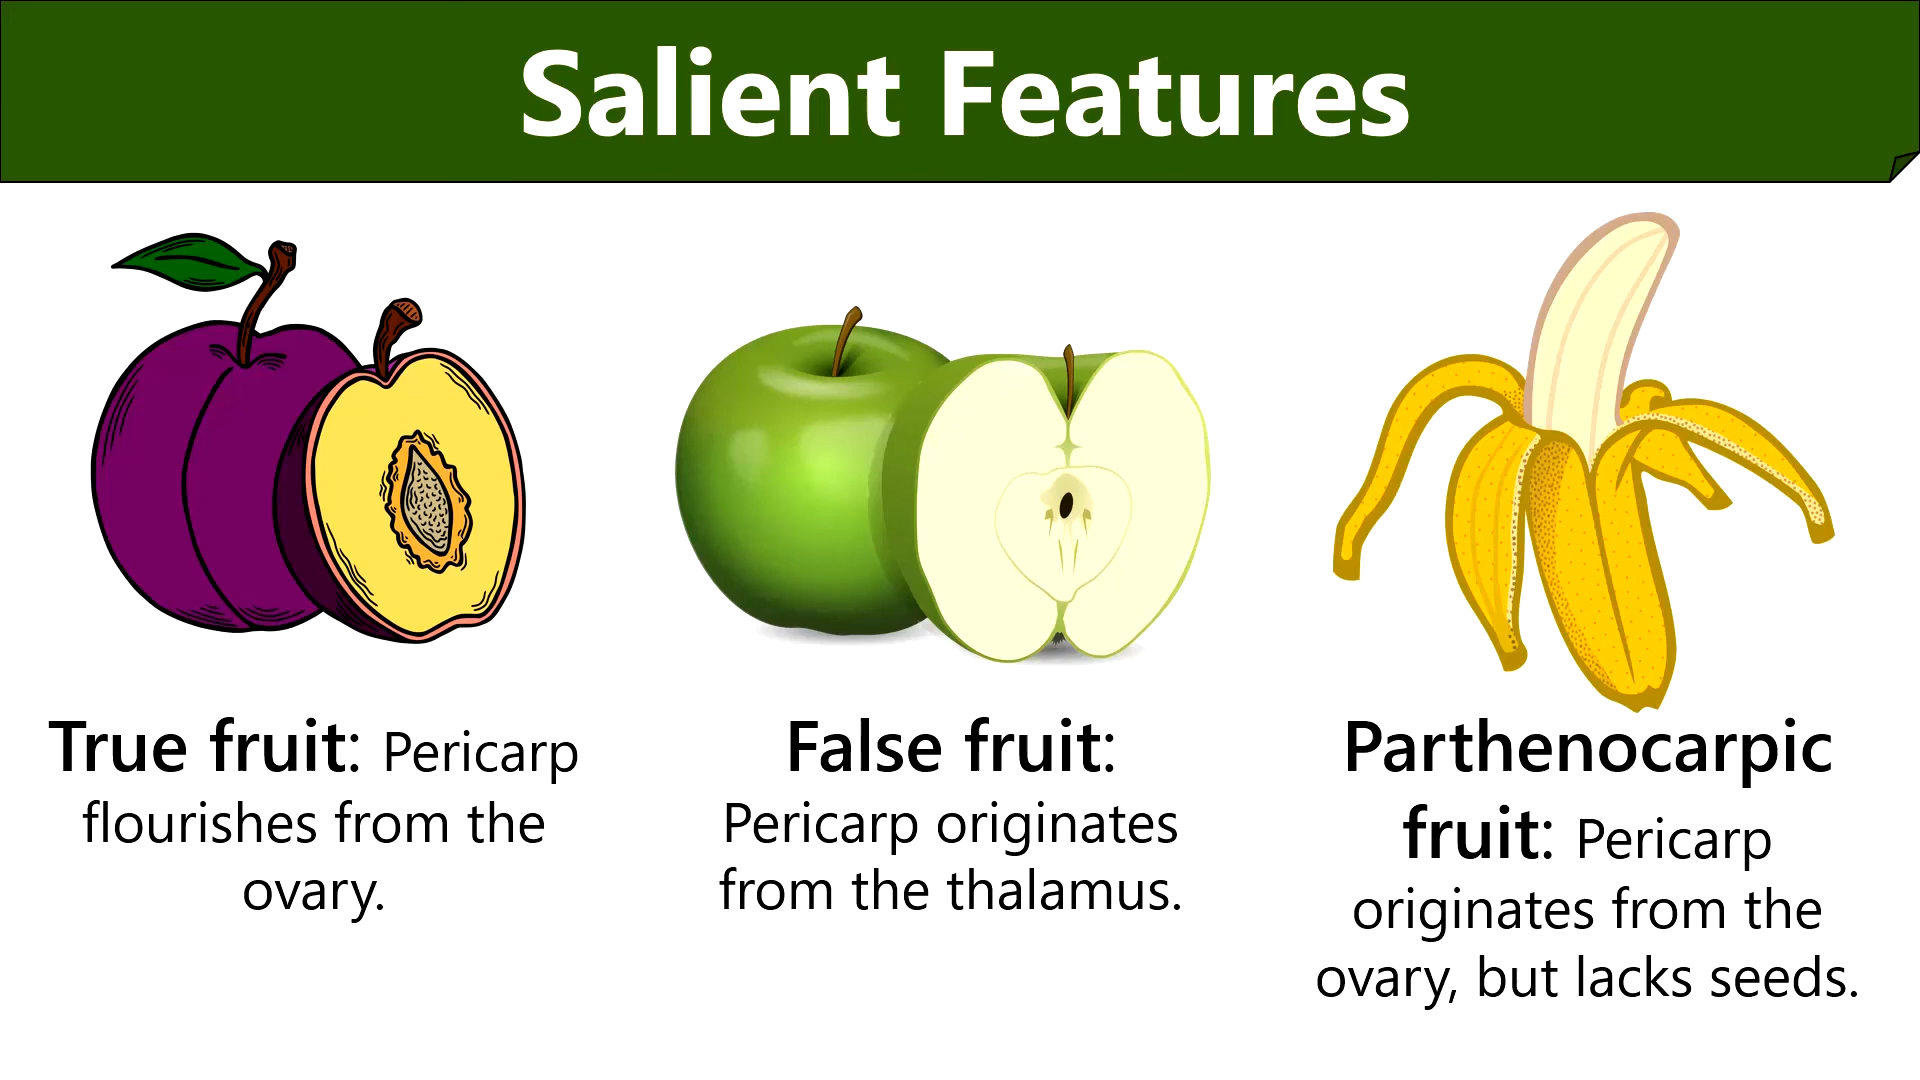 Salient Features
True fruit: Pericarp
flourishes from the
ovary.
False fruit:
Pericarp originates
from the thalamus.
Parthenocarpic
fruit: Pericarp
originates from the
ovary, but lacks seeds.